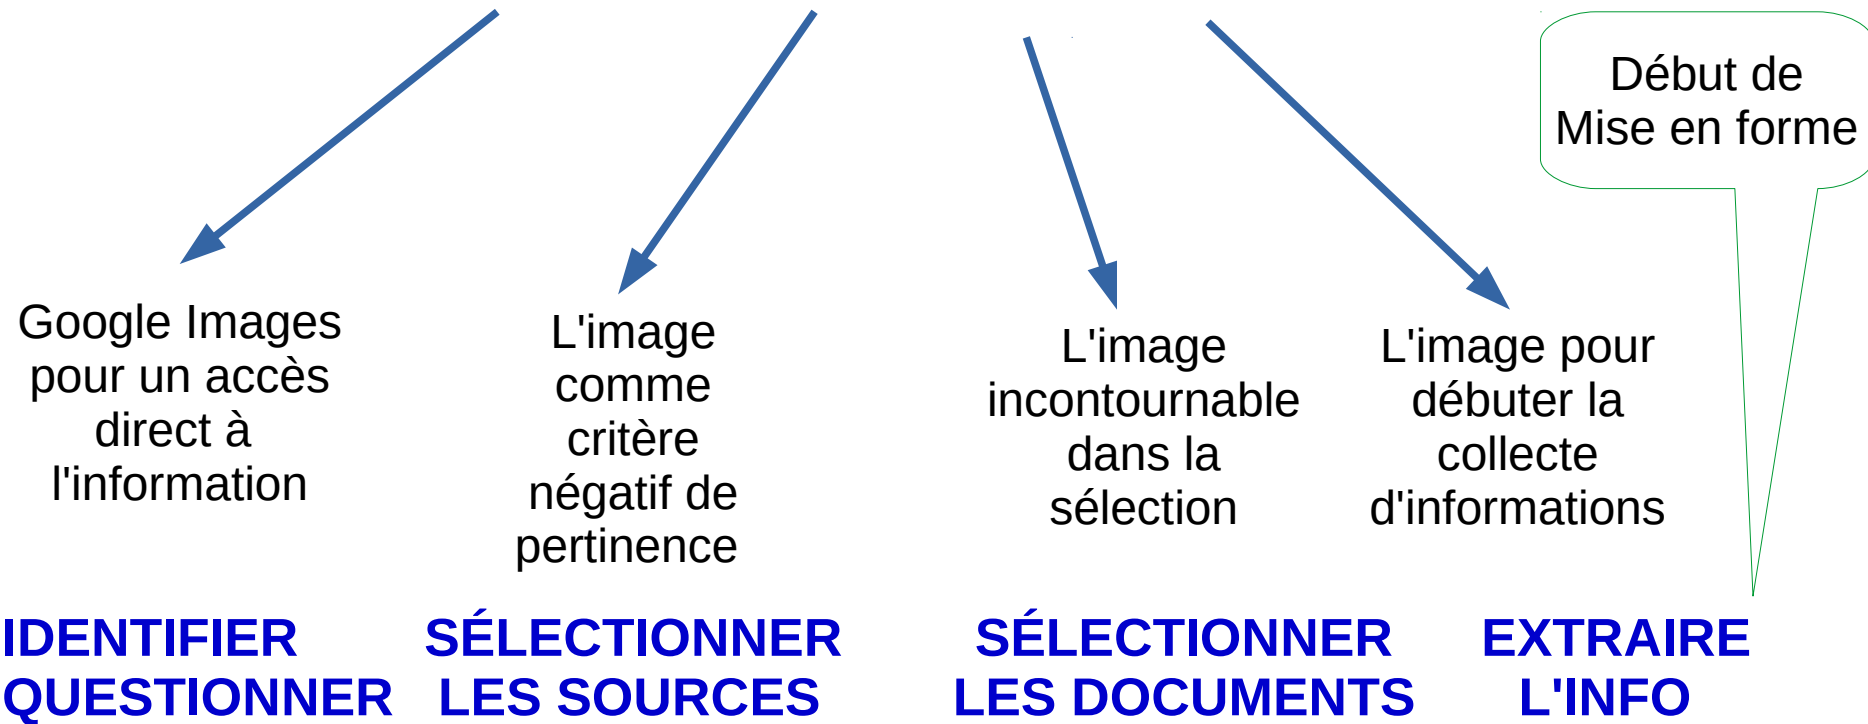 Début de
Mise en forme
Google Images
pour un accès
direct à
l'information
L'image
comme
critère
négatif de
pertinence
L'image
incontournable
dans la
sélection
L'image pour
débuter la
collecte
d'informations
IDENTIFIER
QUESTIONNER
SÉLECTIONNER
LES SOURCES
SÉLECTIONNER
LES DOCUMENTS
EXTRAIRE
L'INFO